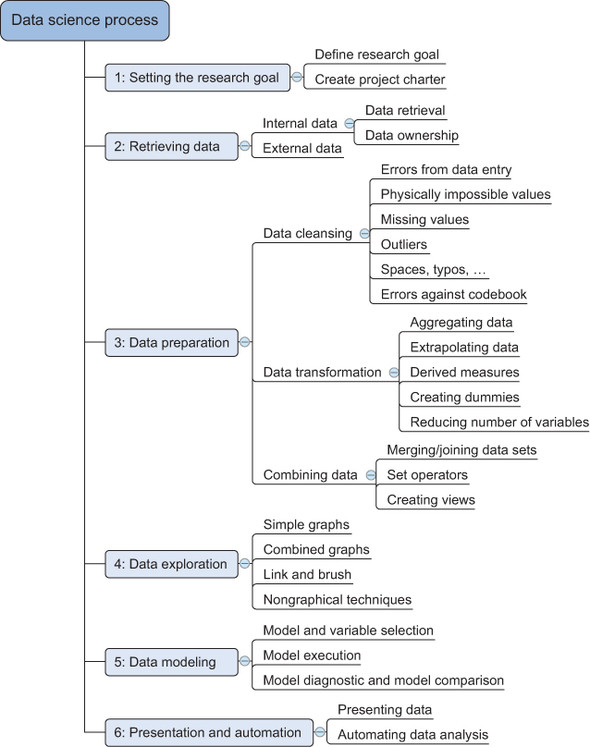 Data science process
1: Setting the research goal
Define research goal
Create project charter
2: Retrieving data
Internal data
Data retrieval
Data ownership
External data
3: Data preparation
Data cleansing
Errors from data entry
Physically impossible values
Missing values
Outliers
Spaces, typos, …
Errors against codebook
Data transformation
Aggregating data
Extrapolating data
Derived measures
Creating dummies
Reducing number of variables
Combining data
Merging/joining data sets
Set operators
Creating views
4: Data exploration
Simple graphs
Combined graphs
Link and brush
Nongraphical techniques
5: Data modeling
Model and variable selection
Model execution
Model diagnostic and model comparison
6: Presentation and automation
Presenting data
Automating data analysis